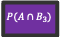 P(A ∩ B₃)